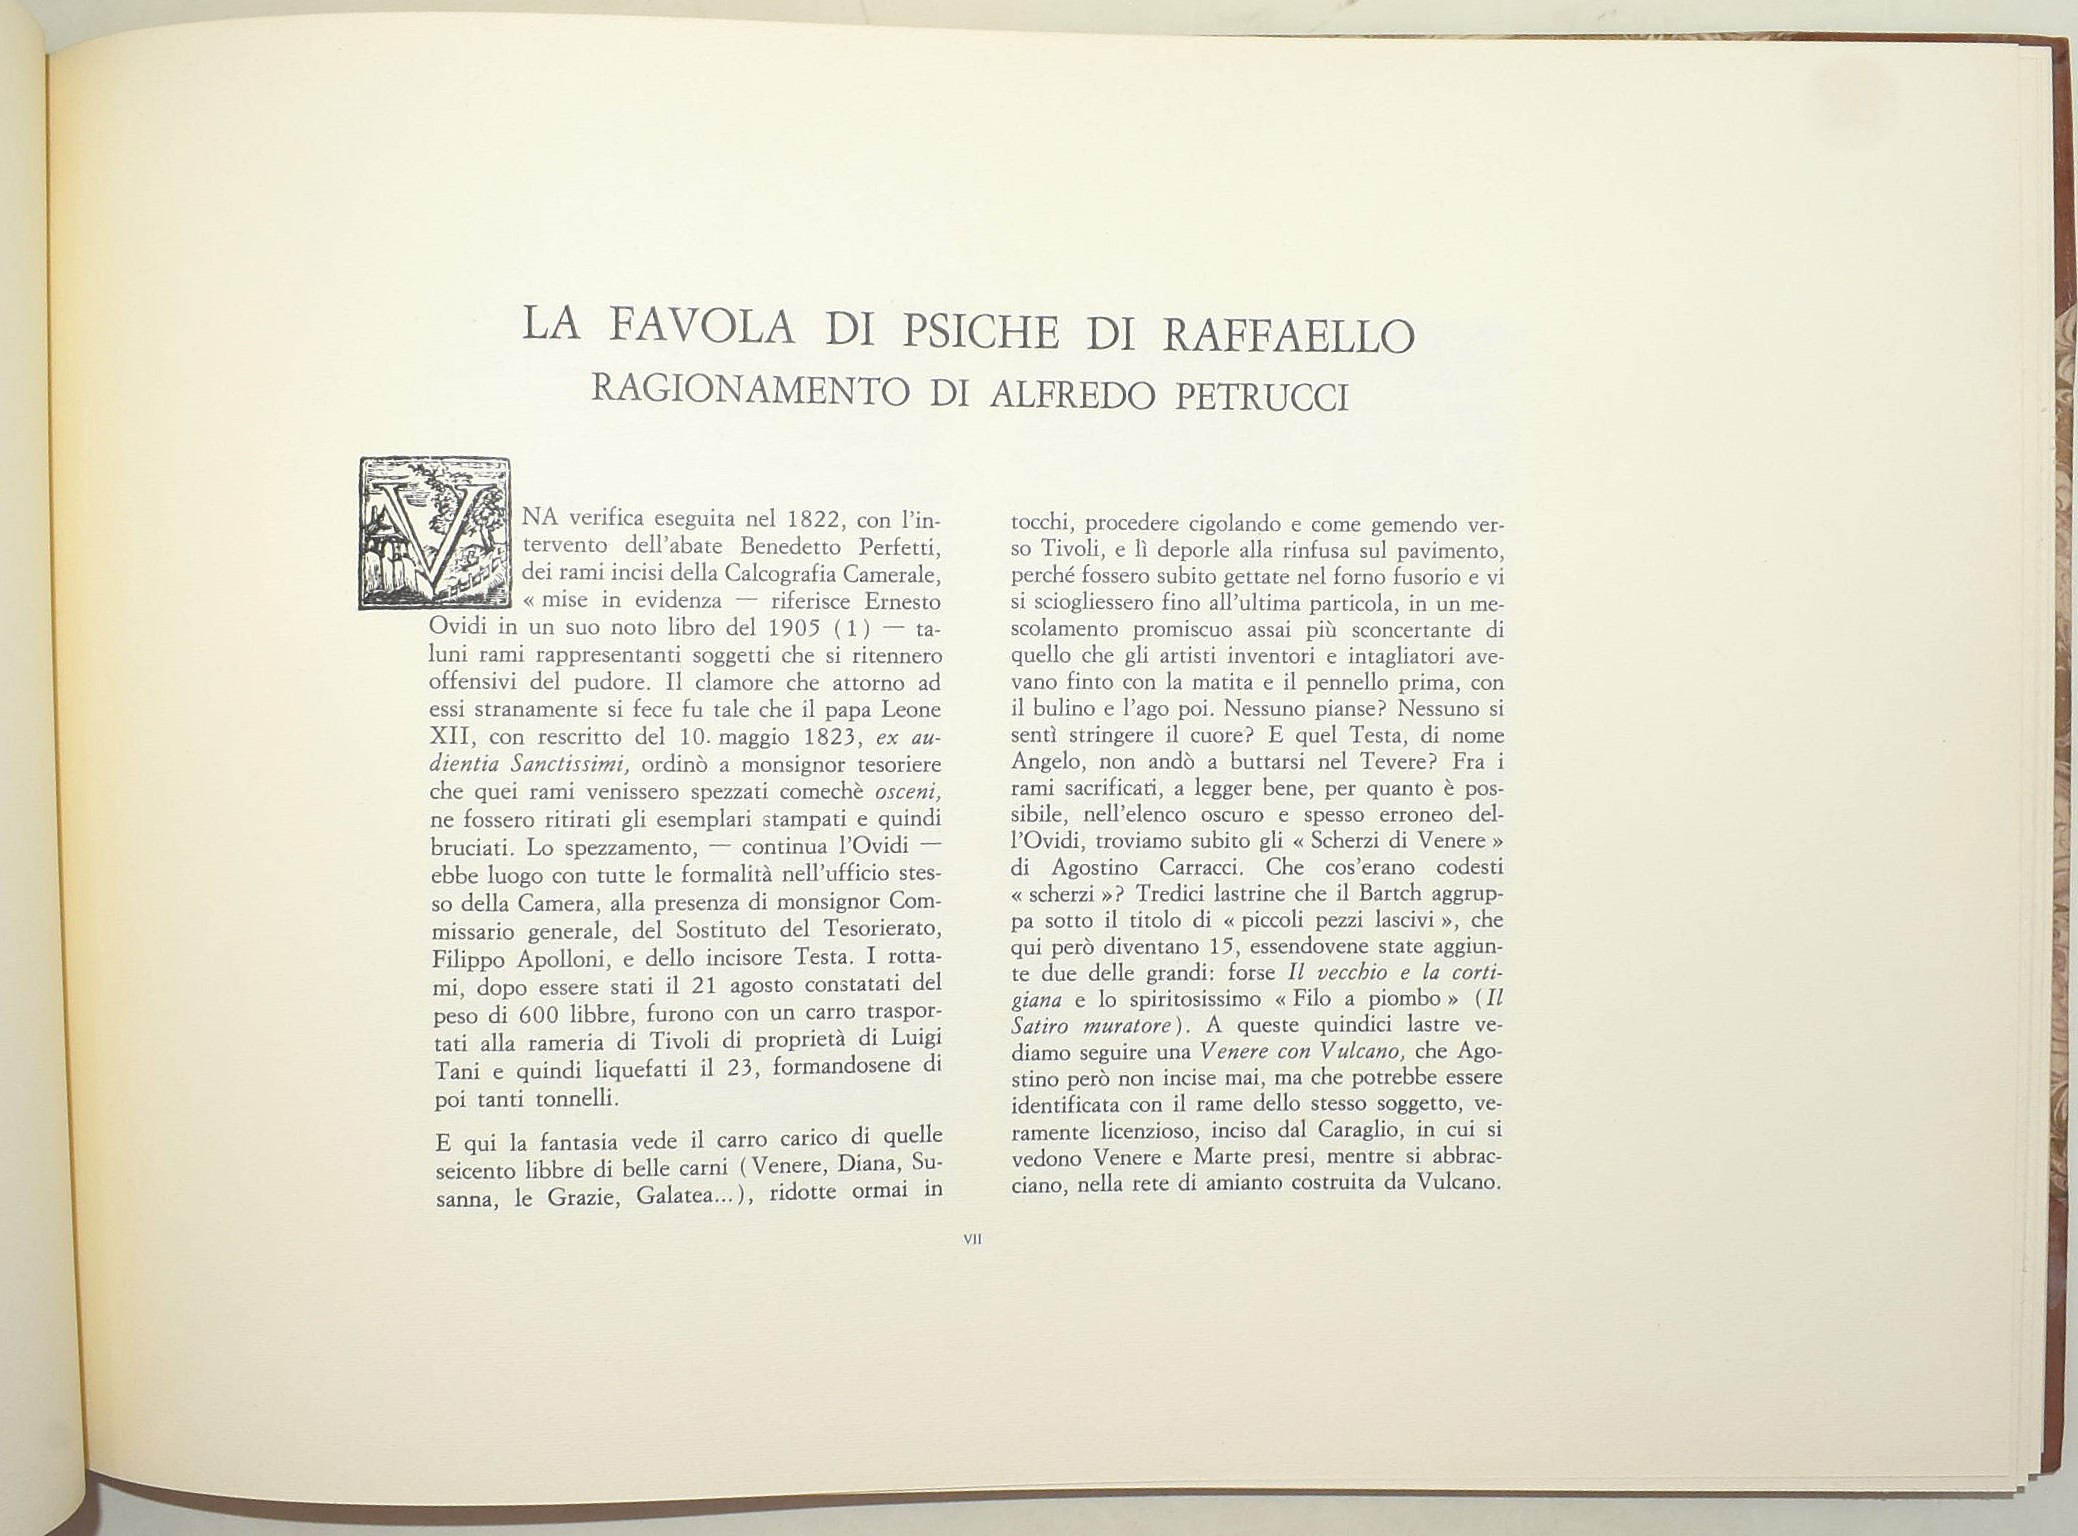 LA FAVOLA DI PSICHE DI RAFFAELLO
RAGIONAMENTO DI ALFREDO PETRUCCI
VNA verifica eseguita nel 1822, con l'in-
tervento dell'abate Benedetto Perfetti,
dei rami incisi della Calcografia Camerale,
« mise in evidenza — riferisce Ernesto
Ovidi in un suo noto libro del 1905 (1) — ta-
luni rami rappresentanti soggetti che si ritennero
offensivi del pudore. Il clamore che attorno ad
essi stranamente si fece fu tale che il papa Leone
XII, con rescritto del 10. maggio 1823, ex au-
dientia Sanctissimi, ordinò a monsignor tesoriere
che quei rami venissero spezzati comechè osceni,
ne fossero ritirati gli esemplari stampati e quindi
bruciati. Lo spezzamento, — continua l'Ovidi —
ebbe luogo con tutte le formalità nell'ufficio stes-
so della Camera, alla presenza di monsignor Com-
missario generale, del Sostituto del Tesorierato,
Filippo Apolloni, e dello incisore Testa. I rotta-
mi, dopo essere stati il 21 agosto constatati del
peso di 600 libbre, furono con un carro traspor-
tati alla rameria di Tivoli di proprietà di Luigi
Tani e quindi liquefatti il 23, formandosene di
poi tanti tonnelli.
E qui la fantasia vede il carro carico di quelle
seicento libbre di belle carni (Venere, Diana, Su-
sanna, le Grazie, Galatea...), ridotte ormai in
tocchi, procedere cigolando e come gemendo ver-
so Tivoli, e lì deporle alla rinfusa sul pavimento,
perché fossero subito gettate nel forno fusorio e vi
si sciogliessero fino all'ultima particola, in un me-
scolamento promiscuo assai più sconcertante di
quello che gli artisti inventori e intagliatori ave-
vano finto con la matita e il pennello prima, con
il bulino e l'ago poi. Nessuno pianse? Nessuno si
sentì stringere il cuore? E quel Testa, di nome
Angelo, non andò a buttarsi nel Tevere? Fra i
rami sacrificati, a legger bene, per quanto è pos-
sibile, nell'elenco oscuro e spesso erroneo del-
l'Ovidi, troviamo subito gli « Scherzi di Venere »
di Agostino Carracci. Che cos'erano codesti
« scherzi »? Tredici lastrine che il Bartch aggrup-
pa sotto il titolo di « piccoli pezzi lascivi », che
qui però diventano 15, essendovene state aggiun-
te due delle grandi: forse Il vecchio e la corti-
giana e lo spiritosissimo « Filo a piombo » (Il
Satiro muratore). A queste quindici lastre ve-
diamo seguire una Venere con Vulcano, che Ago-
stino però non incise mai, ma che potrebbe essere
identificata con il rame dello stesso soggetto, ve-
ramente licenzioso, inciso dal Caraglio, in cui si
vedono Venere e Marte presi, mentre si abbrac-
ciano, nella rete di amianto costruita da Vulcano.
VII